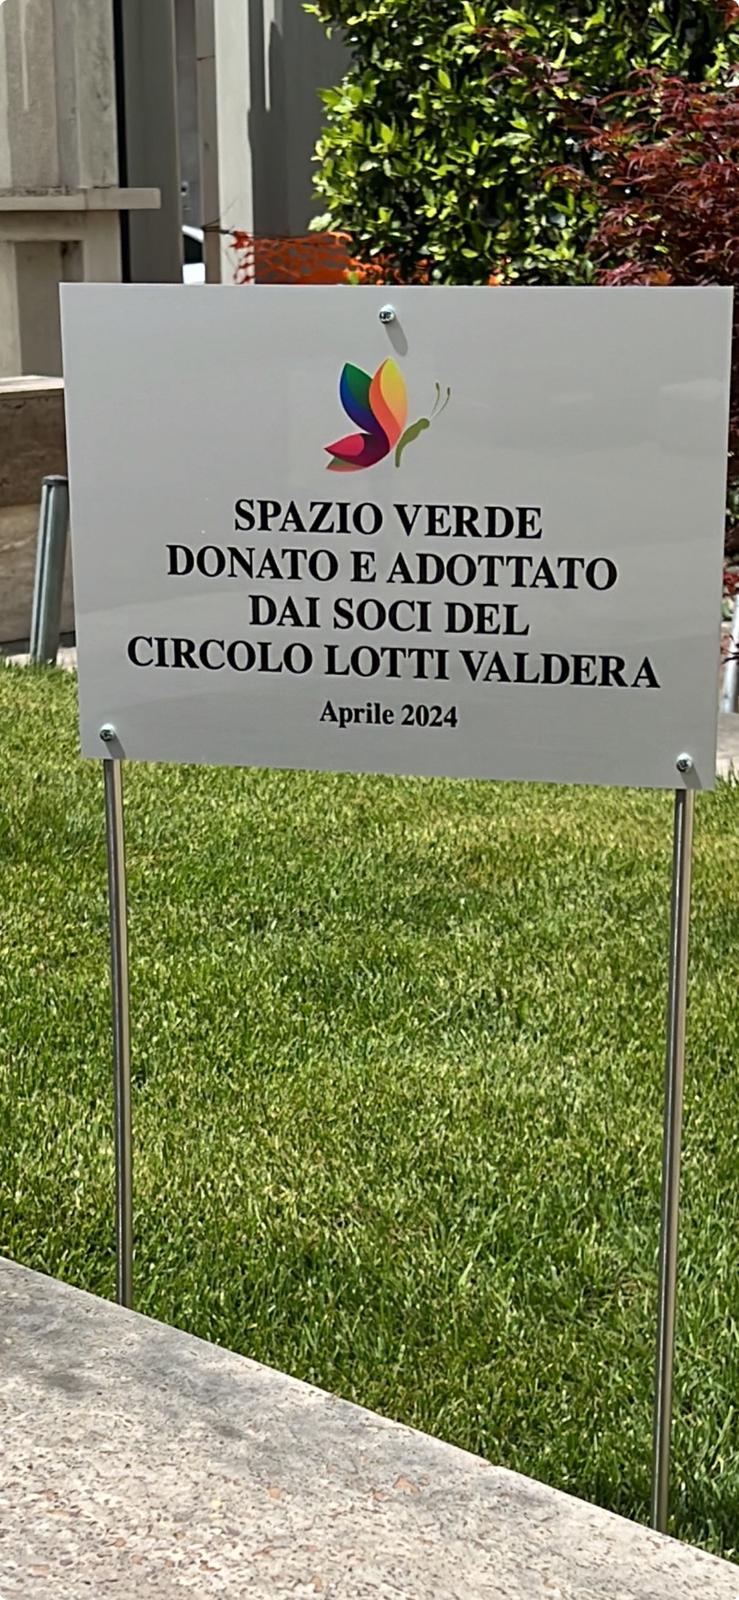 SPAZIO VERDE
DONATO E ADOTTATO
DAI SOCI DEL
CIRCOLO LOTTI VALDERA
Aprile 2024